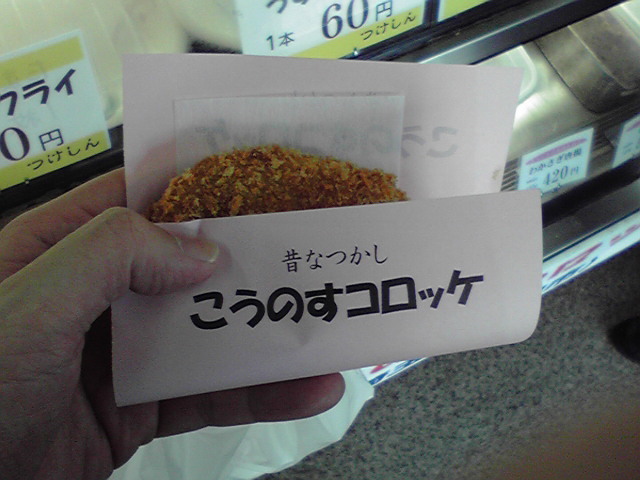 1本 60円
つけしん
フライ
0円
つけしん
420円
昔なつかし
こうのすコロッケ